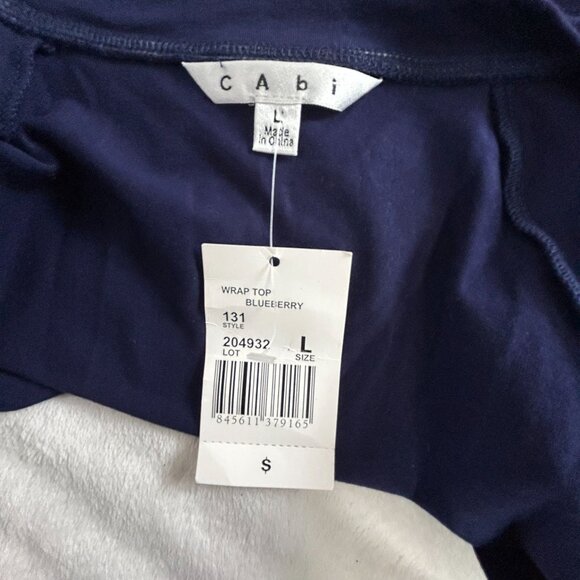 CAbi
L
Made
in China
WRAP TOP
BLUEBERRY
131
STYLE
204932 L
LOT SIZE
845611 379165
$